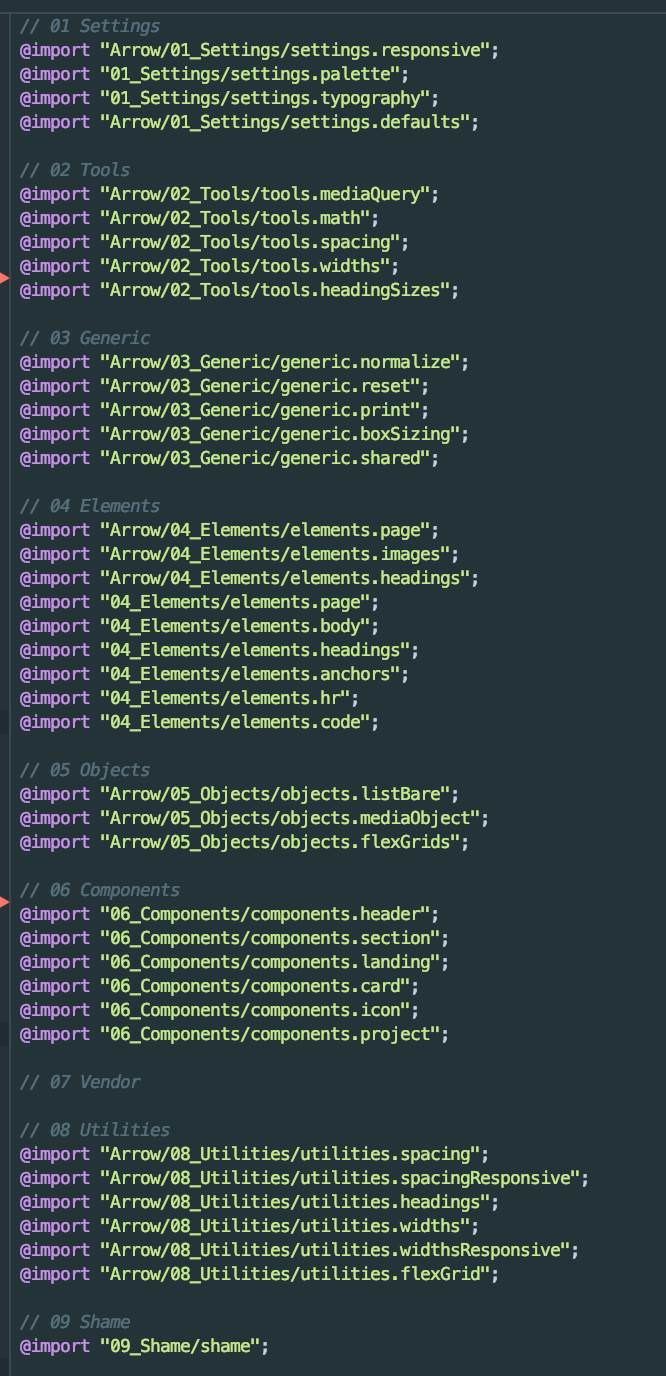 // 01 Settings
@import "Arrow/01_Settings/settings.responsive";
@import "01_Settings/settings.palette";
@import "01_Settings/settings.typography";
@import "Arrow/01_Settings/settings.defaults";
// 02 Tools
@import "Arrow/02_Tools/tools.mediaQuery";
@import "Arrow/02_Tools/tools.math";
@import "Arrow/02_Tools/tools.spacing";
@import "Arrow/02_Tools/tools.widths";
@import "Arrow/02_Tools/tools.headingSizes";
// 03 Generic
@import "Arrow/03_Generic/generic.normalize";
@import "Arrow/03_Generic/generic.reset";
@import "Arrow/03_Generic/generic.print";
@import "Arrow/03_Generic/generic.boxSizing";
@import "Arrow/03_Generic/generic.shared";
// 04 Elements
@import "Arrow/04_Elements/elements.page";
@import "Arrow/04_Elements/elements.images";
@import "Arrow/04_Elements/elements.headings";
@import "04_Elements/elements.page";
@import "04_Elements/elements.body";
@import "04_Elements/elements.headings";
@import "04_Elements/elements.anchors";
@import "04_Elements/elements.hr";
@import "04_Elements/elements.code";
// 05 Objects
@import "Arrow/05_Objects/objects.listBare";
@import "Arrow/05_Objects/objects.mediaObject";
@import "Arrow/05_Objects/objects.flexGrids";
// 06 Components
@import "06_Components/components.header";
@import "06_Components/components.section";
@import "06_Components/components.landing";
@import "06_Components/components.card";
@import "06_Components/components.icon";
@import "06_Components/components.project";
// 07 Vendor
// 08 Utilities
@import "Arrow/08_Utilities/utilities.spacing";
@import "Arrow/08_Utilities/utilities.spacingResponsive";
@import "Arrow/08_Utilities/utilities.headings";
@import "Arrow/08_Utilities/utilities.widths";
@import "Arrow/08_Utilities/utilities.widthsResponsive";
@import "Arrow/08_Utilities/utilities.flexGrid";
// 09 Shame
@import "09_Shame/shame";